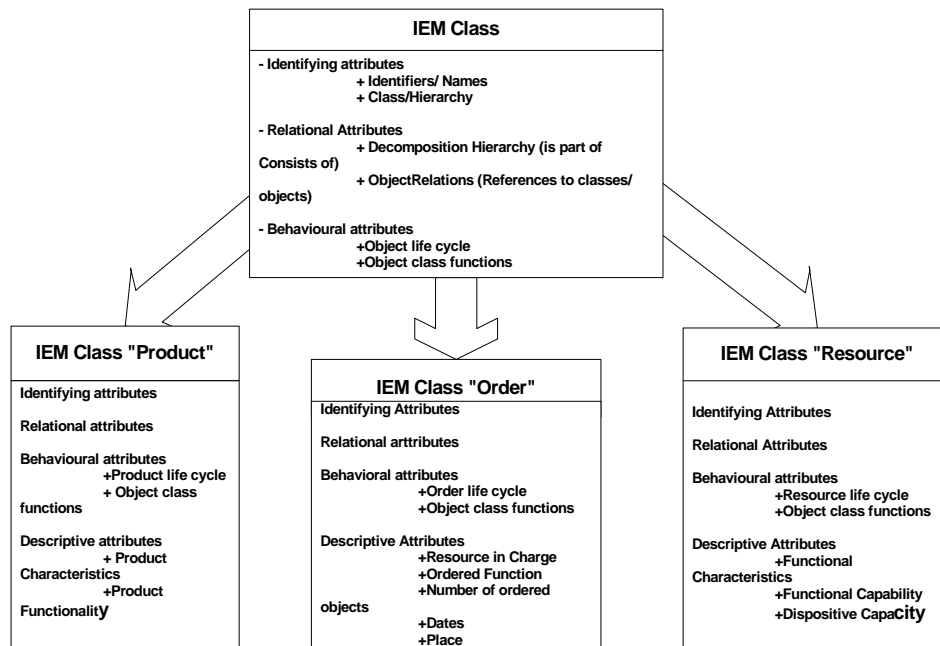 IEM Class
- Identifying attributes
+ Identifiers/ Names
+ Class/Hierarchy
- Relational Attributes
+ Decomposition Hierarchy (is part of
Consists of)
+ ObjectRelations (References to classes/
objects)
- Behavioural attributes
+Object life cycle
+Object class functions
IEM Class "Product"
Identifying attributes
Relational attributes
Behavioural attributes
+Product life cycle
+ Object class
functions
Descriptive attributes
+ Product
Characteristics
+Product
Functionality
IEM Class "Order"
Identifying Attributes
Relational arttributes
Behavioral attributes
+Order life cycle
+Object class functions
Descriptive Attributes
+Resource in Charge
+Ordered Function
+Number of ordered
objects
+Dates
+Place
IEM Class "Resource"
Identifying Attributes
Relational Attributes
Behavioural attributes
+Resource life cycle
+Object class functions
Descriptive Attributes
+Functional
Characteristics
+Functional Capability
+Dispositive Capacity